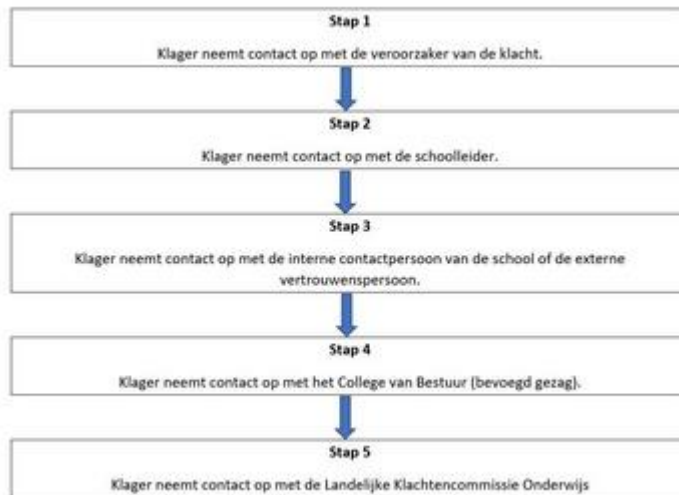 Stap 1
Klager neemt contact op met de veroorzaker van de klacht.
Stap 2
Klager neemt contact op met de schoolleider.
Stap 3
Klager neemt contact op met de interne contactpersoon van de school of de externe
vertrouwenspersoon.
Stap 4
Klager neemt contact op met het College van Bestuur (bevoegd gezag).
Stap 5
Klager neemt contact op met de Landelijke Klachtencommissie Onderwijs